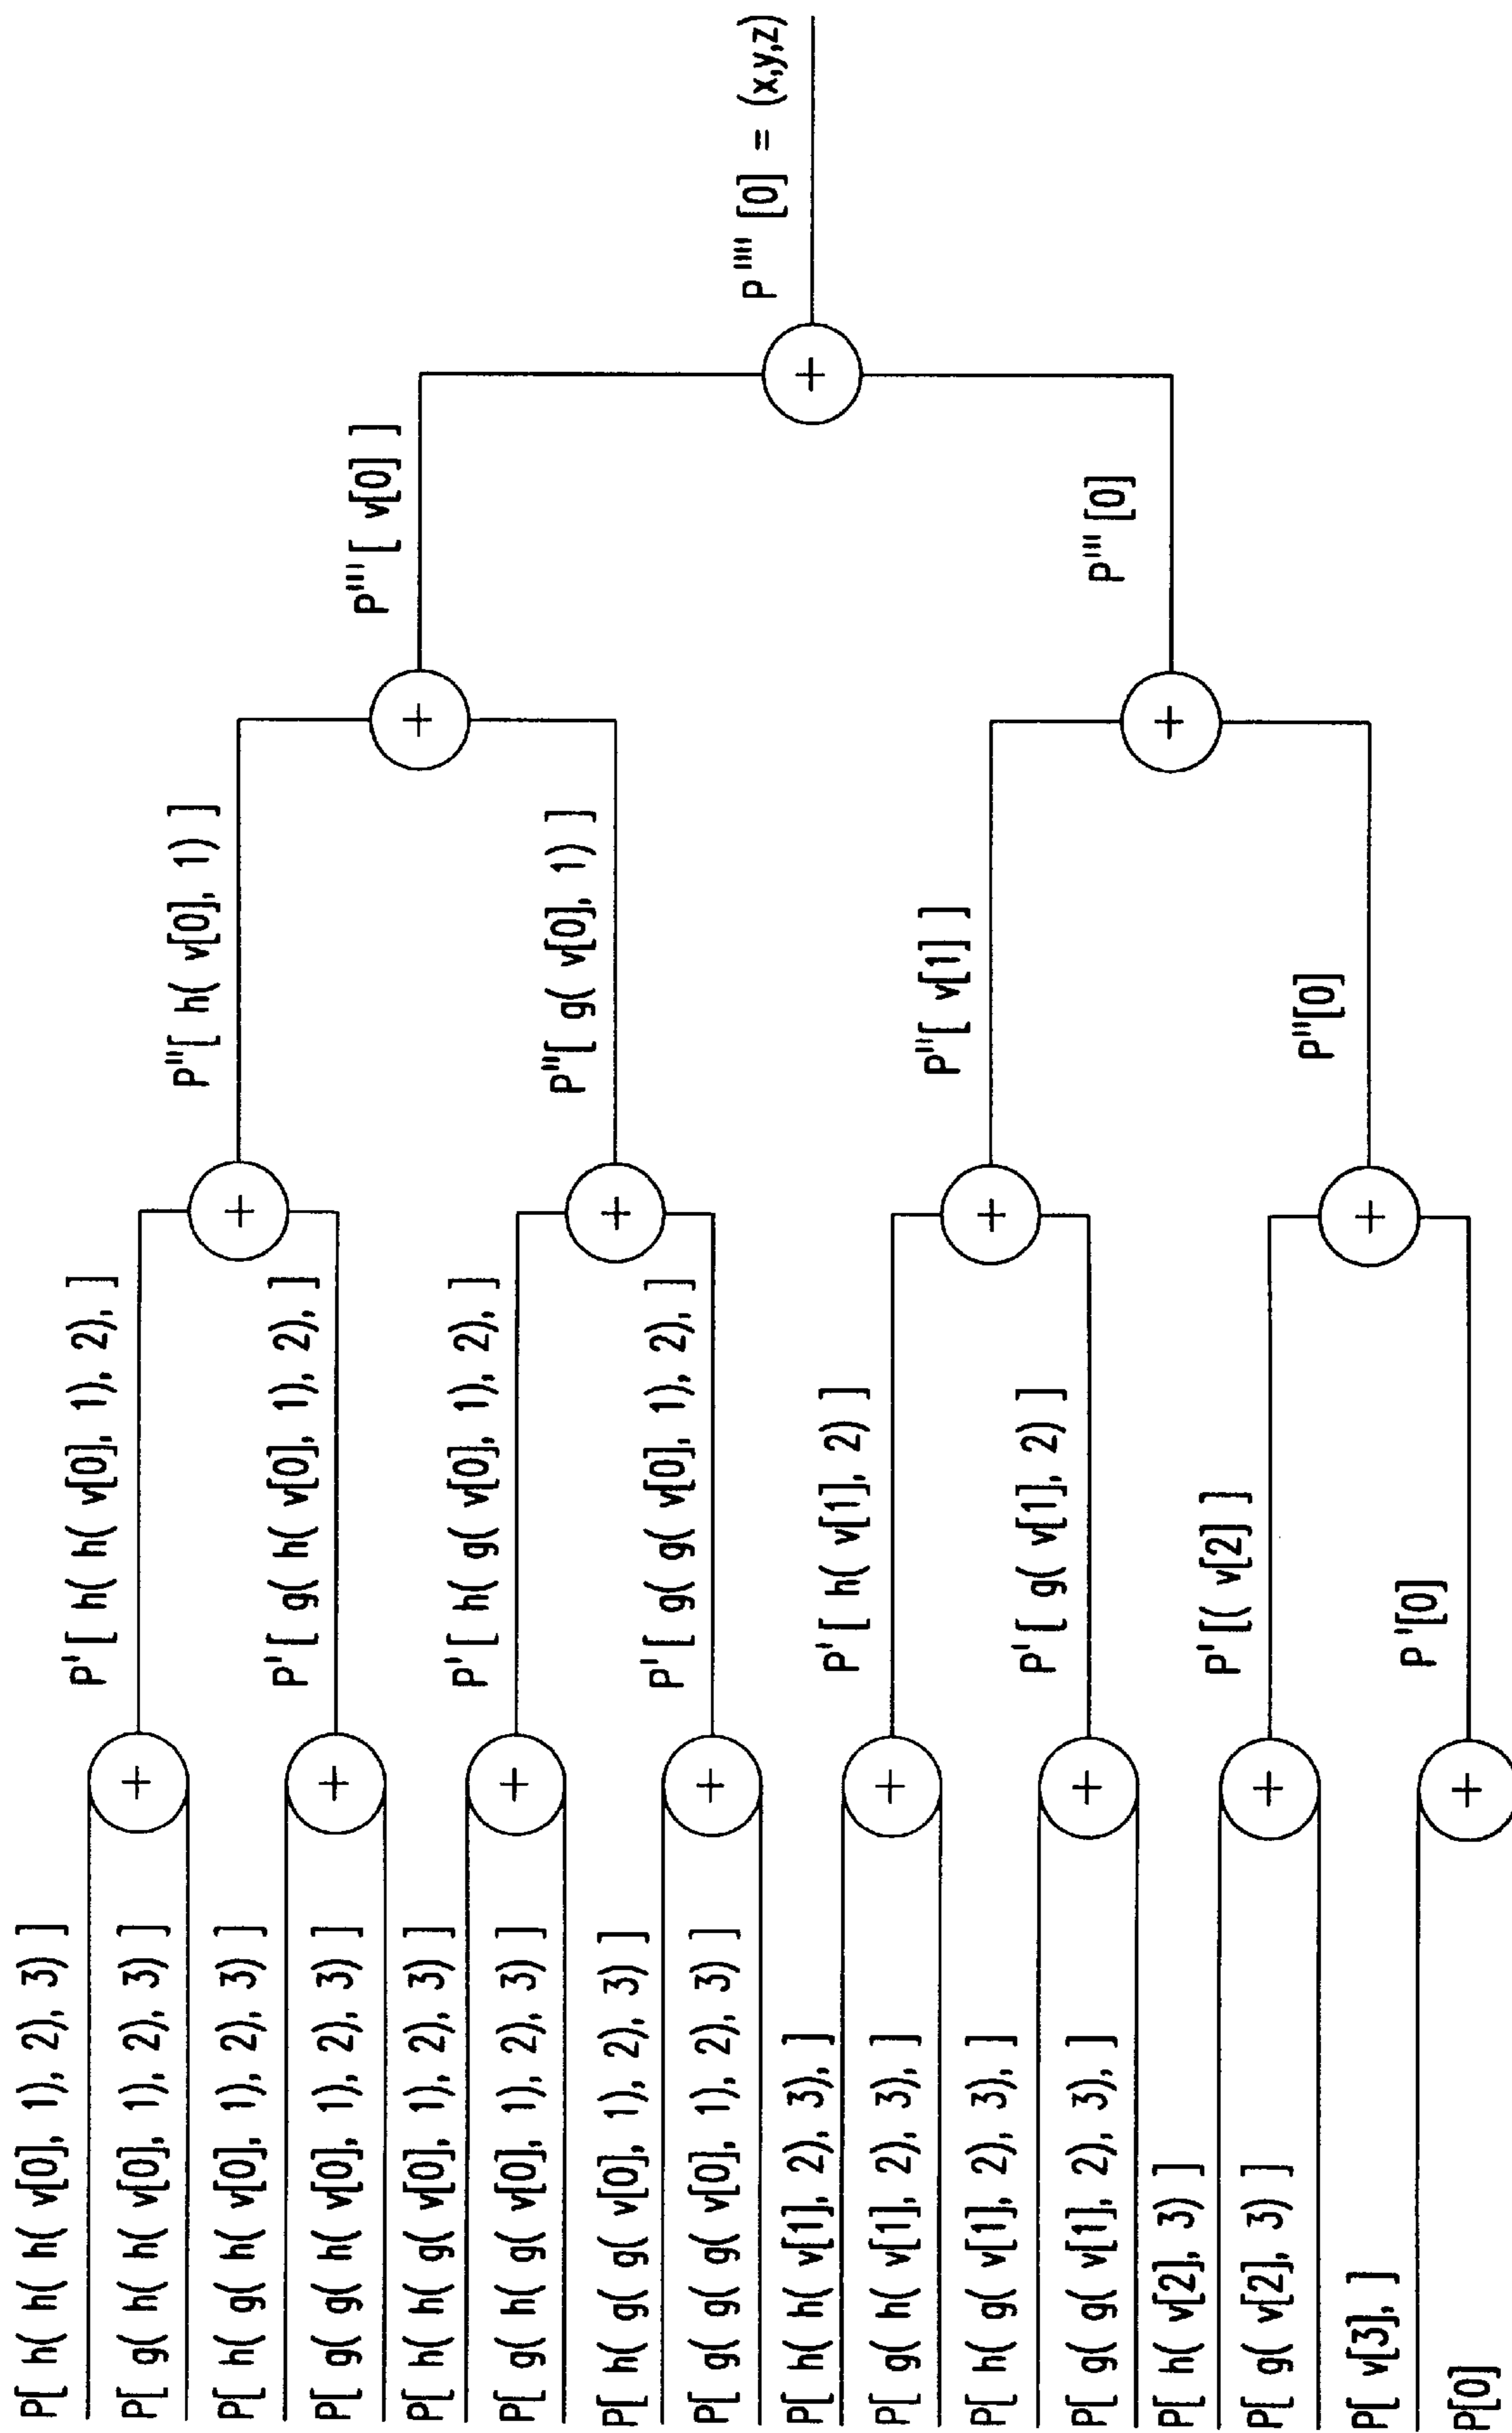 P[ h( h( h( v[0], 1), 2), 3) ]
P[ g( h( h( v[0], 1), 2), 3) ]
P[ h( g( h( v[0], 1), 2), 3) ]
P[ g( g( h( v[0], 1), 2), 3) ]
P[ h( h( g( v[0], 1), 2), 3) ]
P[ g( h( g( v[0], 1), 2), 3) ]
P[ h( g( g( v[0], 1), 2), 3) ]
P[ g( g( g( v[0], 1), 2), 3) ]
P[ h( h( v[1], 2), 3), ]
P[ g( h( v[1], 2), 3), ]
P[ h( g( v[1], 2), 3), ]
P[ g( g( v[1], 2), 3), ]
P[ h( v[2], 3) ]
P[ g( v[2], 3) ]
P[ v[3], ]
P[0]
+
+
+
+
+
+
+
+
P'[ h( h( v[0], 1), 2), ]
P'[ g( h( v[0], 1), 2), ]
P'[ h( g( v[0], 1), 2), ]
P'[ g( g( v[0], 1), 2), ]
P'[ h( v[1], 2) ]
P'[ g( v[1], 2) ]
P'[( v[2] ]
P'[0]
+
+
+
+
P''[ h( v[0], 1) ]
P''[ g( v[0], 1) ]
P''[ v[1] ]
P''[0]
+
+
P'''[ v[0] ]
P'''[0]
+
P''''[0] = (x,y,z)